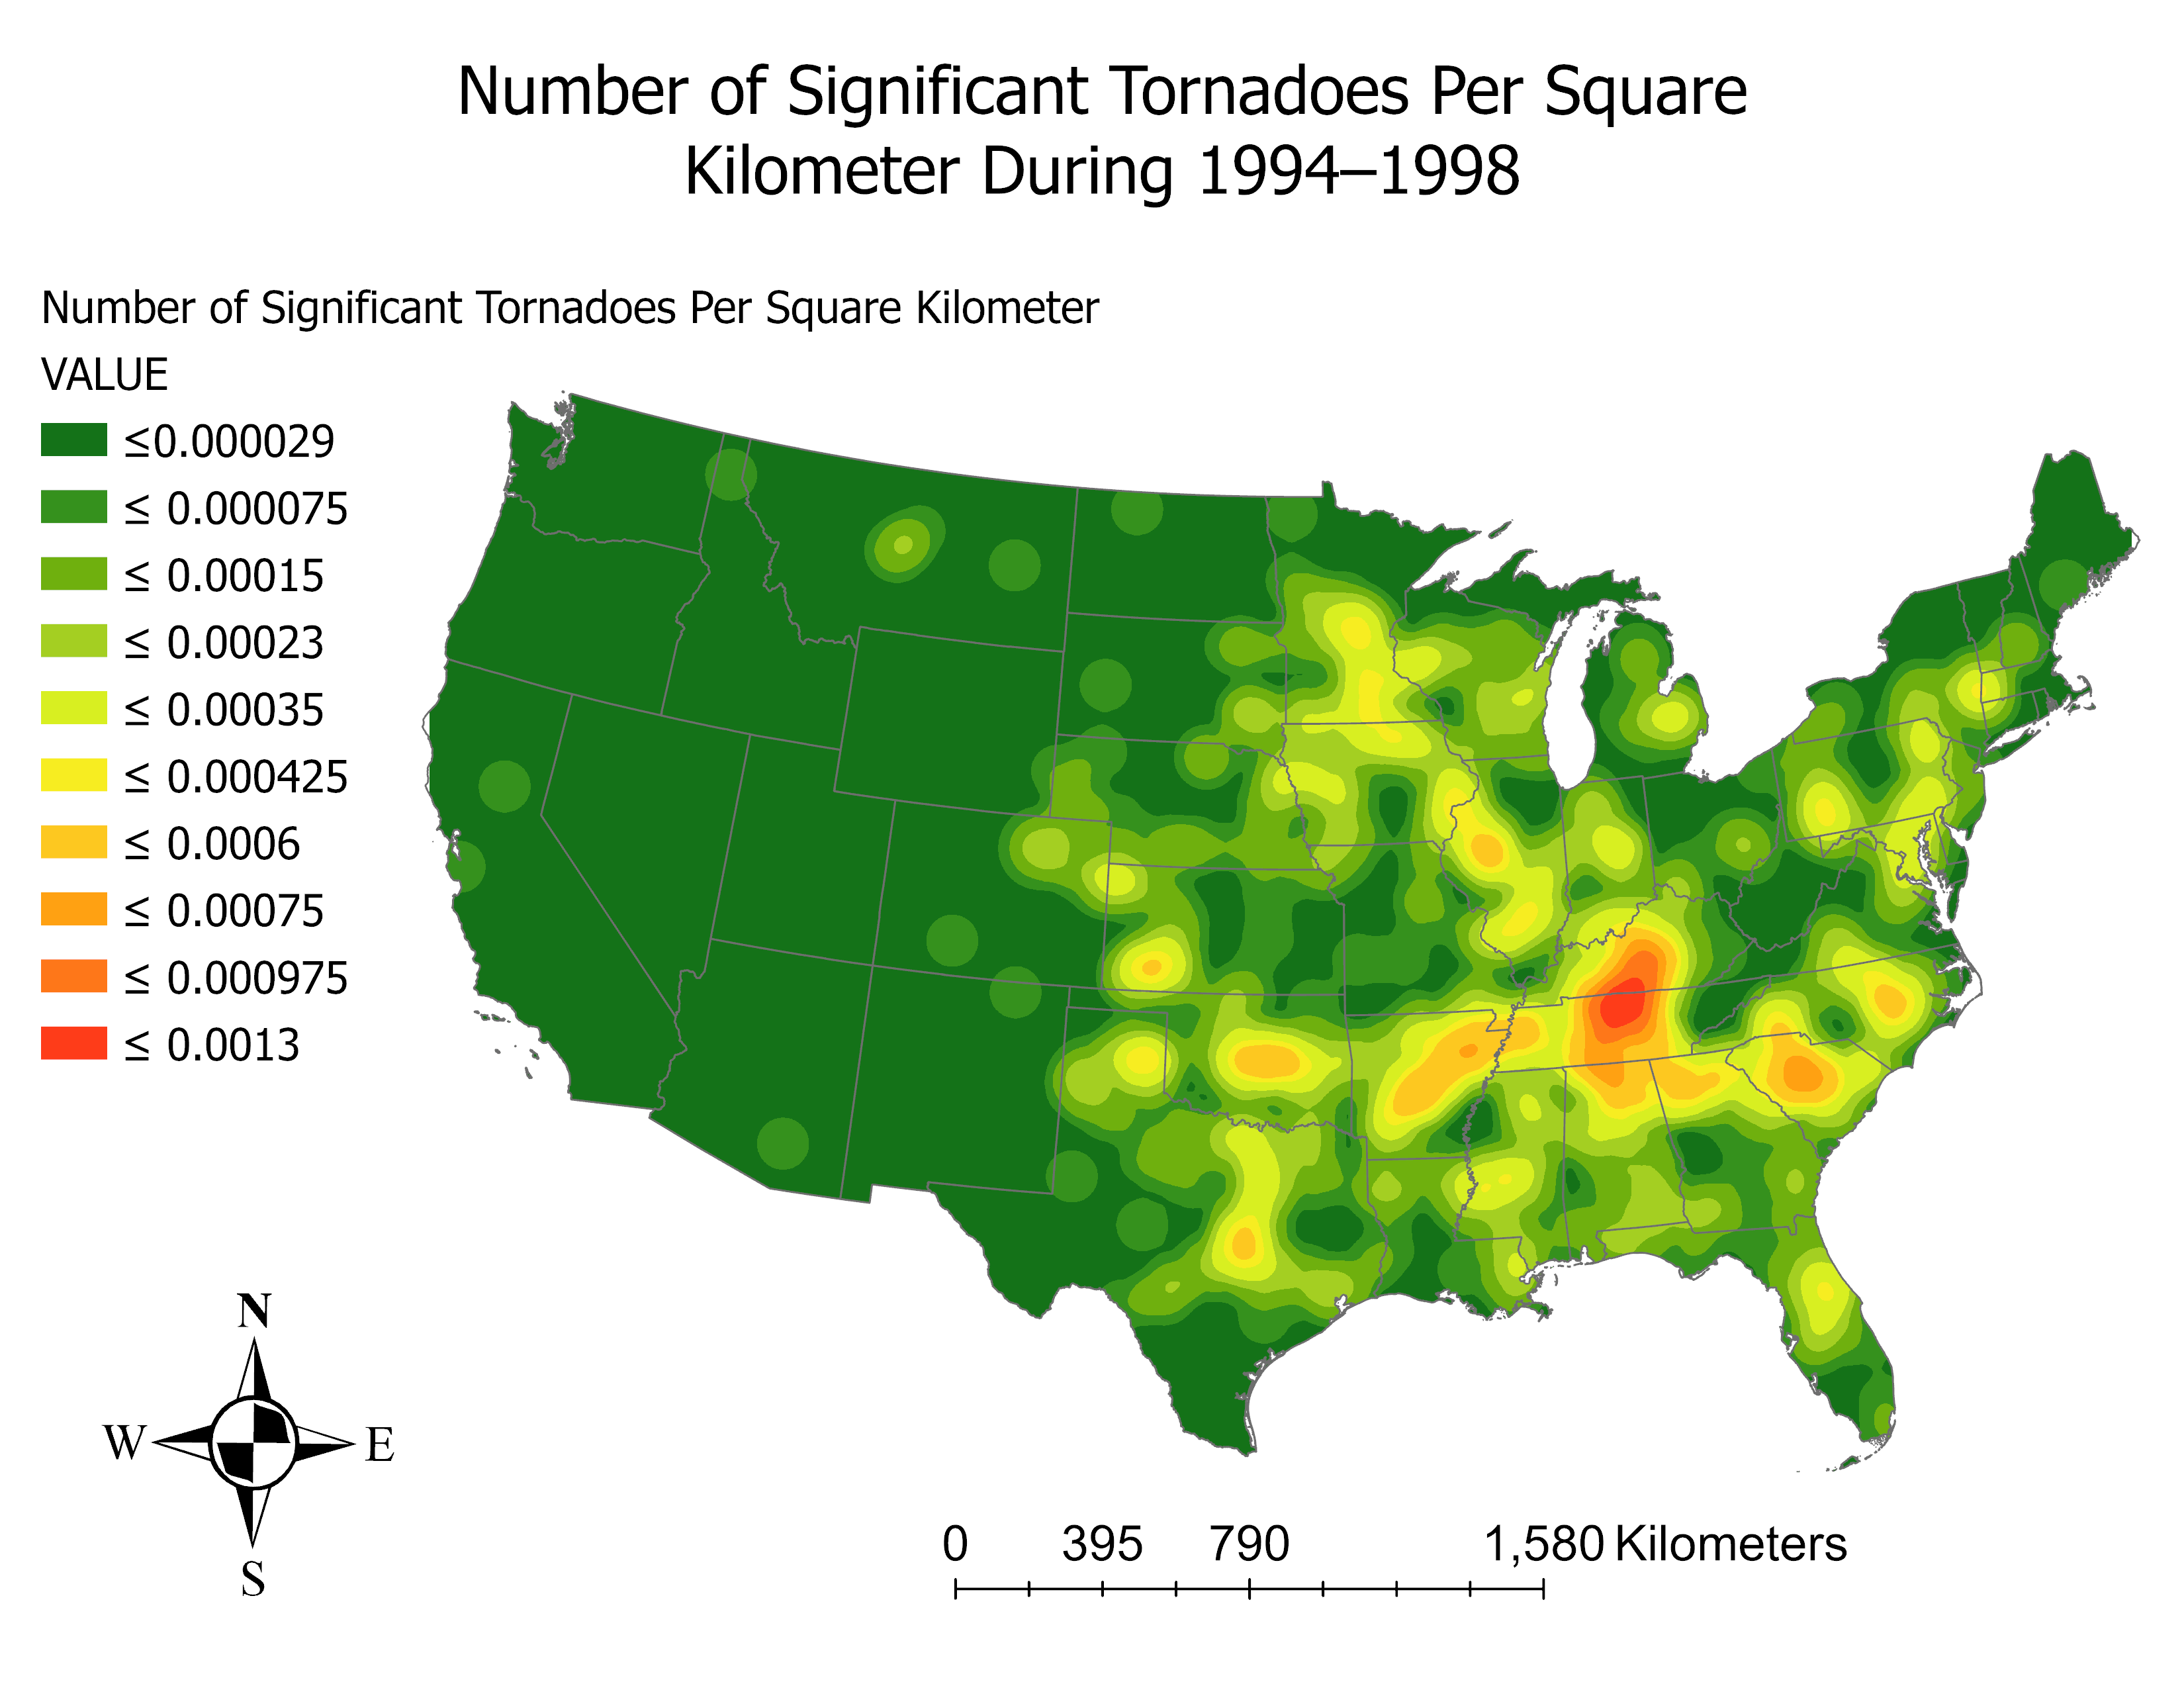 Number of Significant Tornadoes Per Square
Kilometer During 1994–1998
Number of Significant Tornadoes Per Square Kilometer
VALUE
≤0.000029
≤ 0.000075
≤ 0.00015
≤ 0.00023
≤ 0.00035
≤ 0.000425
≤ 0.0006
≤ 0.00075
≤ 0.000975
≤ 0.0013
N
W E
S
0 395 790 1,580 Kilometers